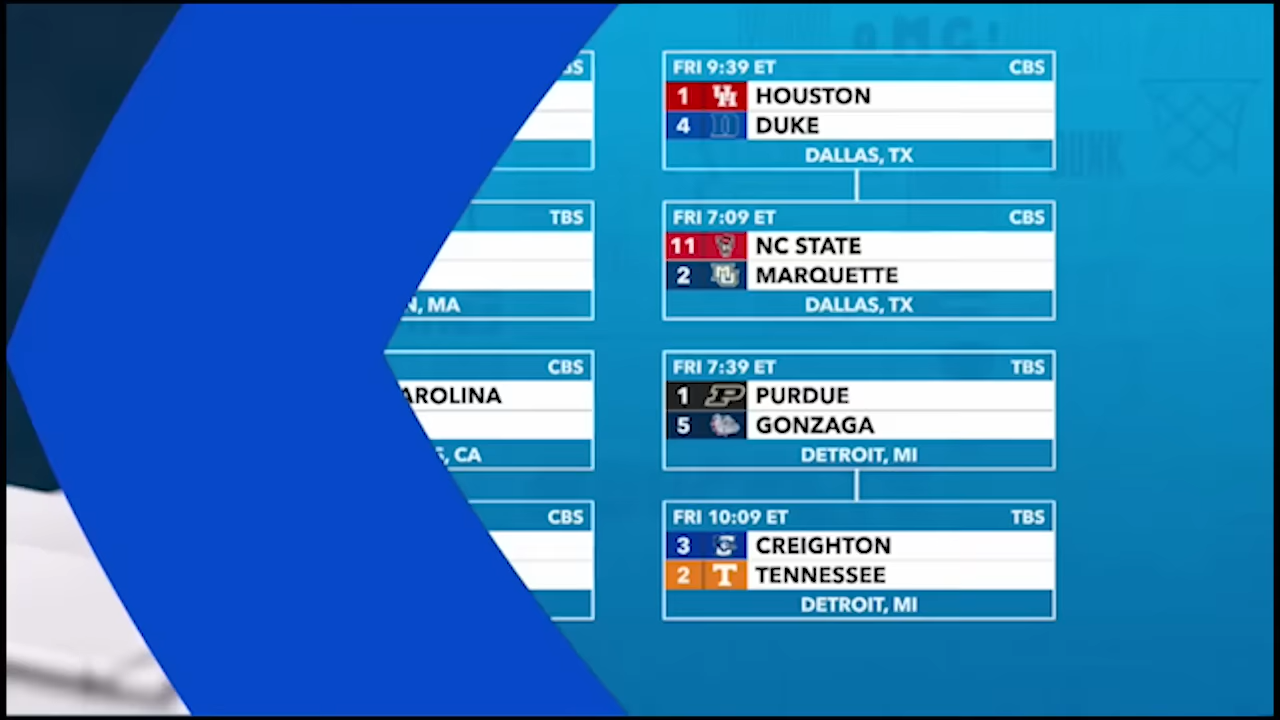 FRI 9:39 ET CBS
1 HOUSTON
4 DUKE
DALLAS, TX
TBS
FRI 7:09 ET CBS
11 NC STATE
2 MARQUETTE
MA
DALLAS, TX
CBS
FRI 7:39 ET TBS
1 PURDUE
AROLINA
5 GONZAGA
CA
DETROIT, MI
CBS
FRI 10:09 ET TBS
3 CREIGHTON
2 T TENNESSEE
DETROIT, MI